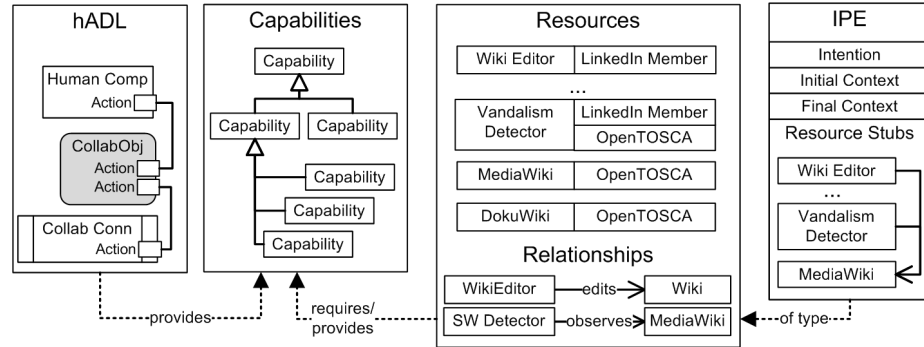 hADL
Human Comp
Action
CollabObj
Action
Action
Collab Conn
Action
Capabilities
Capability
Capability
Capability
Capability
Capability
Capability
Resources
Wiki Editor
LinkedIn Member
...
Vandalism
Detector
LinkedIn Member
OpenTOSCA
MediaWiki
OpenTOSCA
DokuWiki
OpenTOSCA
Relationships
WikiEditor
edits
Wiki
SW Detector
observes
MediaWiki
IPE
Intention
Initial Context
Final Context
Resource Stubs
Wiki Editor
...
Vandalism
Detector
MediaWiki
provides
requires/
provides
of type